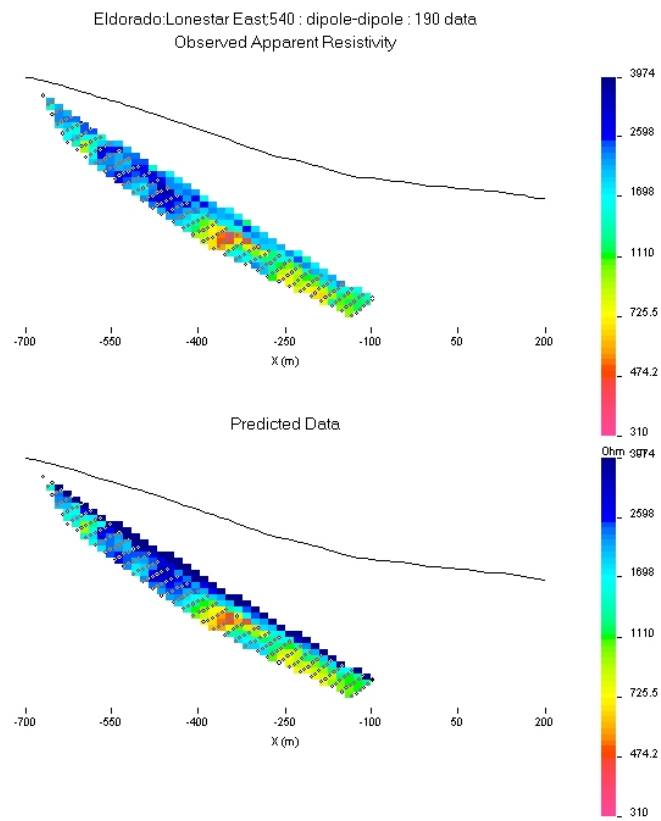 Eldorado:Lonestar East;540 : dipole-dipole : 190 data
Observed Apparent Resistivity
3974
2598
1698
1110
725.5
474.2
310
-700 -550 -400 -250 -100 50 200
X (m)
Predicted Data
Ohm
3974
2598
1698
1110
725.5
474.2
310
-700 -550 -400 -250 -100 50 200
X (m)